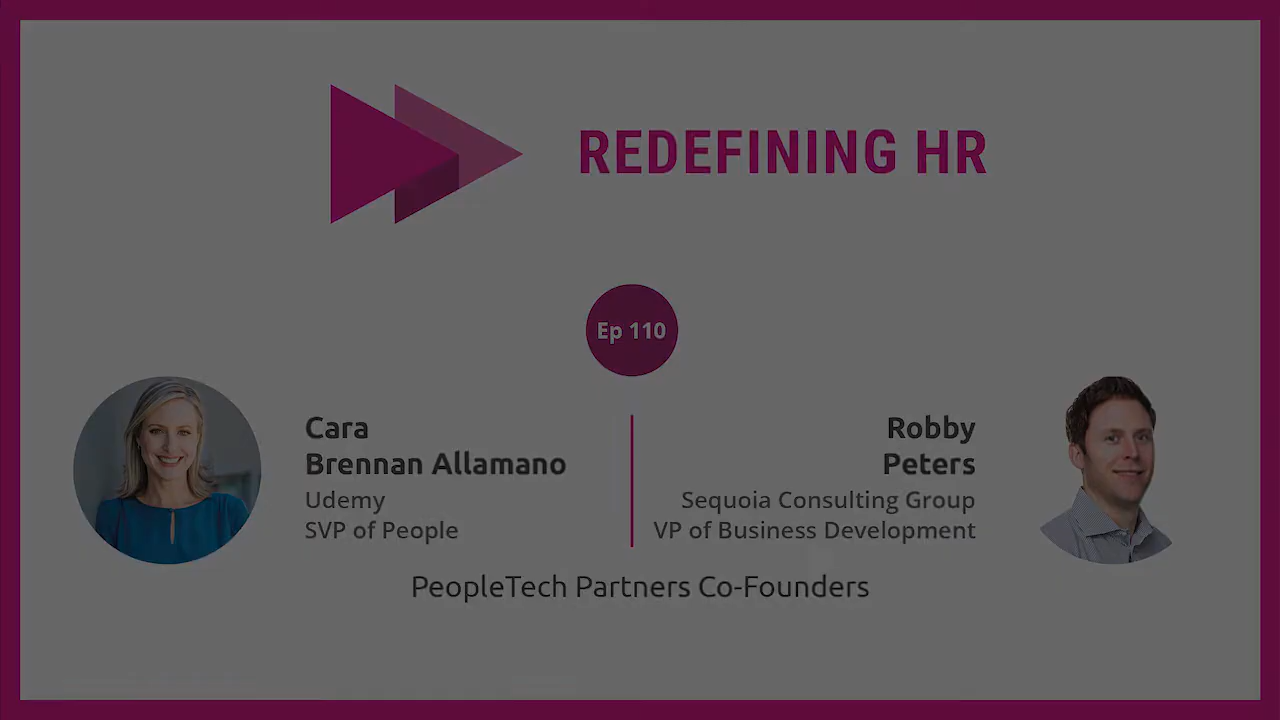 REDEFINING HR
Ep 110
Cara
Brennan Allamano
Udemy
SVP of People
Robby
Peters
Sequoia Consulting Group
VP of Business Development
PeopleTech Partners Co-Founders